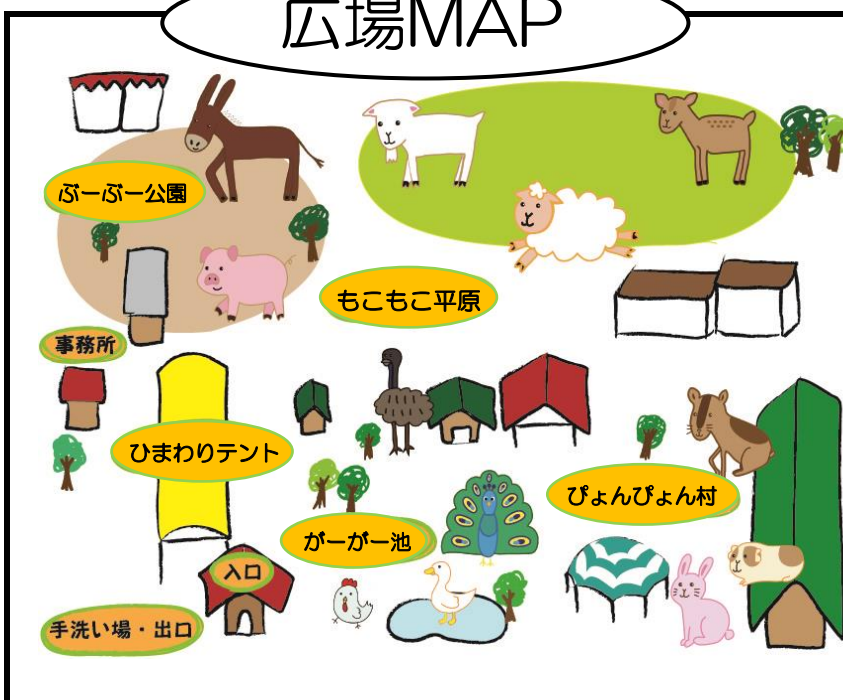 広場MAP
ぶーぶー公園
もこもこ平原
事務所
ひまわりテント
ぴょんぴょん村
がーがー池
入口
手洗い場・出口